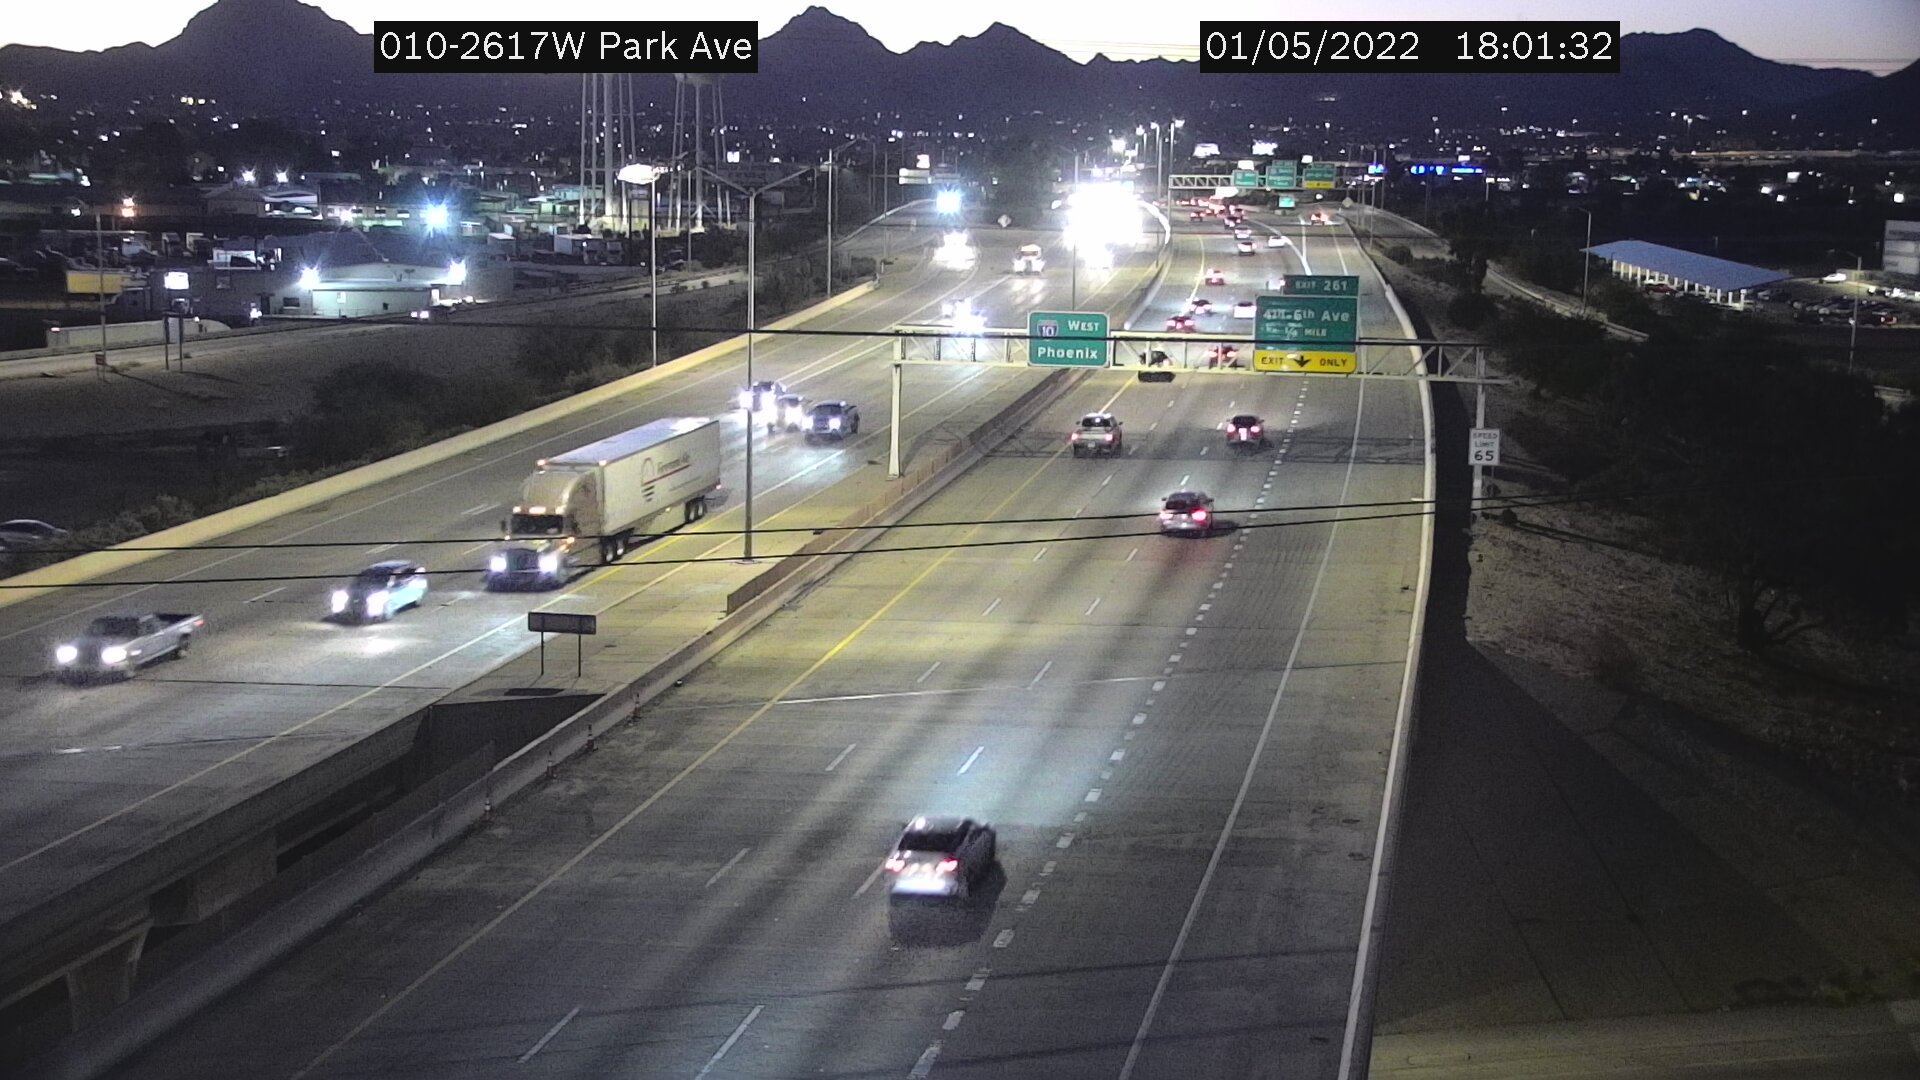 010-2617W Park Ave
01/05/2022 18:01:32
EXIT 261
6th Ave
MILE
EXIT ONLY
10 WEST
Phoenix
SPEED
LIMIT
65